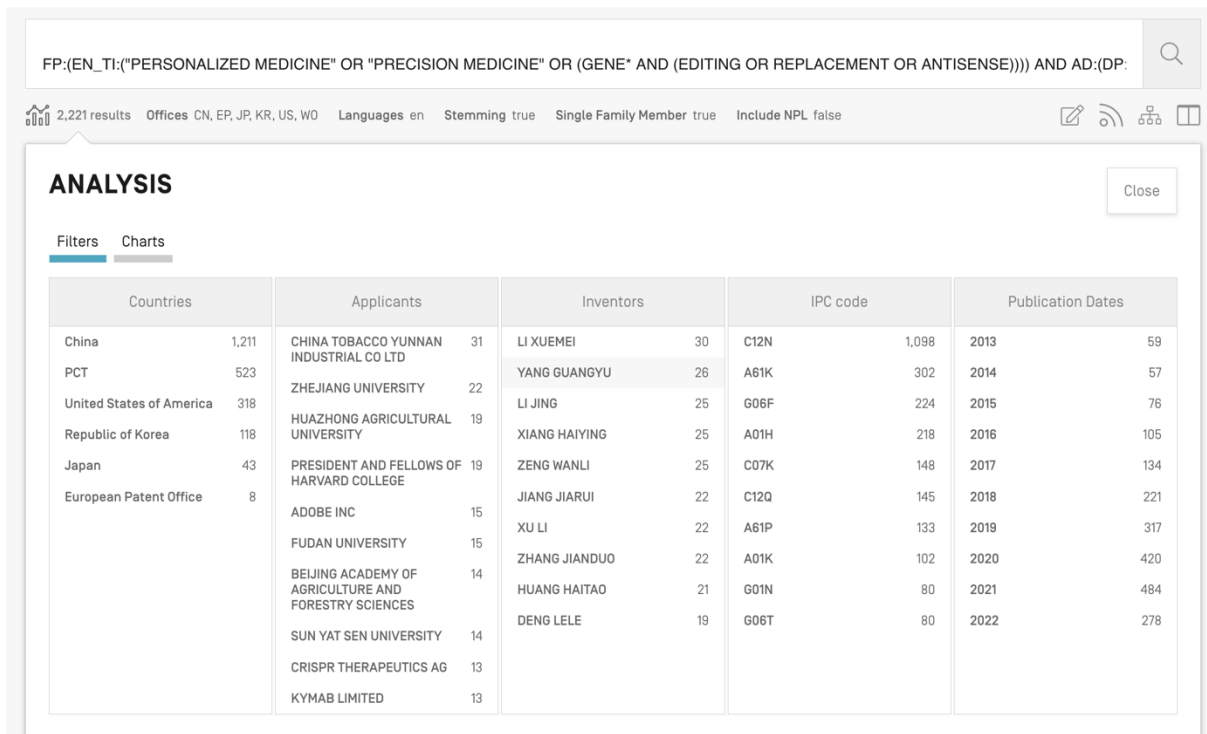 FP:(EN_TI:("PERSONALIZED MEDICINE" OR "PRECISION MEDICINE" OR (GENE* AND (EDITING OR REPLACEMENT OR ANTISENSE)))) AND AD:(DP:
2,221 results Offices CN, EP, JP, KR, US, WO Languages en Stemming true Single Family Member true Include NPL false
ANALYSIS
Close
Filters Charts
Countries
China 1,211
PCT 523
United States of America 318
Republic of Korea 118
Japan 43
European Patent Office 8
Applicants
CHINA TOBACCO YUNNAN 31
INDUSTRIAL CO LTD
ZHEJIANG UNIVERSITY 22
HUAZHONG AGRICULTURAL 19
UNIVERSITY
PRESIDENT AND FELLOWS OF 19
HARVARD COLLEGE
ADOBE INC 15
FUDAN UNIVERSITY 15
BEIJING ACADEMY OF 14
AGRICULTURE AND
FORESTRY SCIENCES
SUN YAT SEN UNIVERSITY 14
CRISPR THERAPEUTICS AG 13
KYMAB LIMITED 13
Inventors
LI XUEMEI 30
YANG GUANGYU 26
LI JING 25
XIANG HAIYING 25
ZENG WANLI 25
JIANG JIARUI 22
XU LI 22
ZHANG JIANDUO 22
HUANG HAITAO 21
DENG LELE 19
IPC code
C12N 1,098
A61K 302
G06F 224
A01H 218
C07K 148
C12Q 145
A61P 133
A01K 102
G01N 80
G06T 80
Publication Dates
2013 59
2014 57
2015 76
2016 105
2017 134
2018 221
2019 317
2020 420
2021 484
2022 278